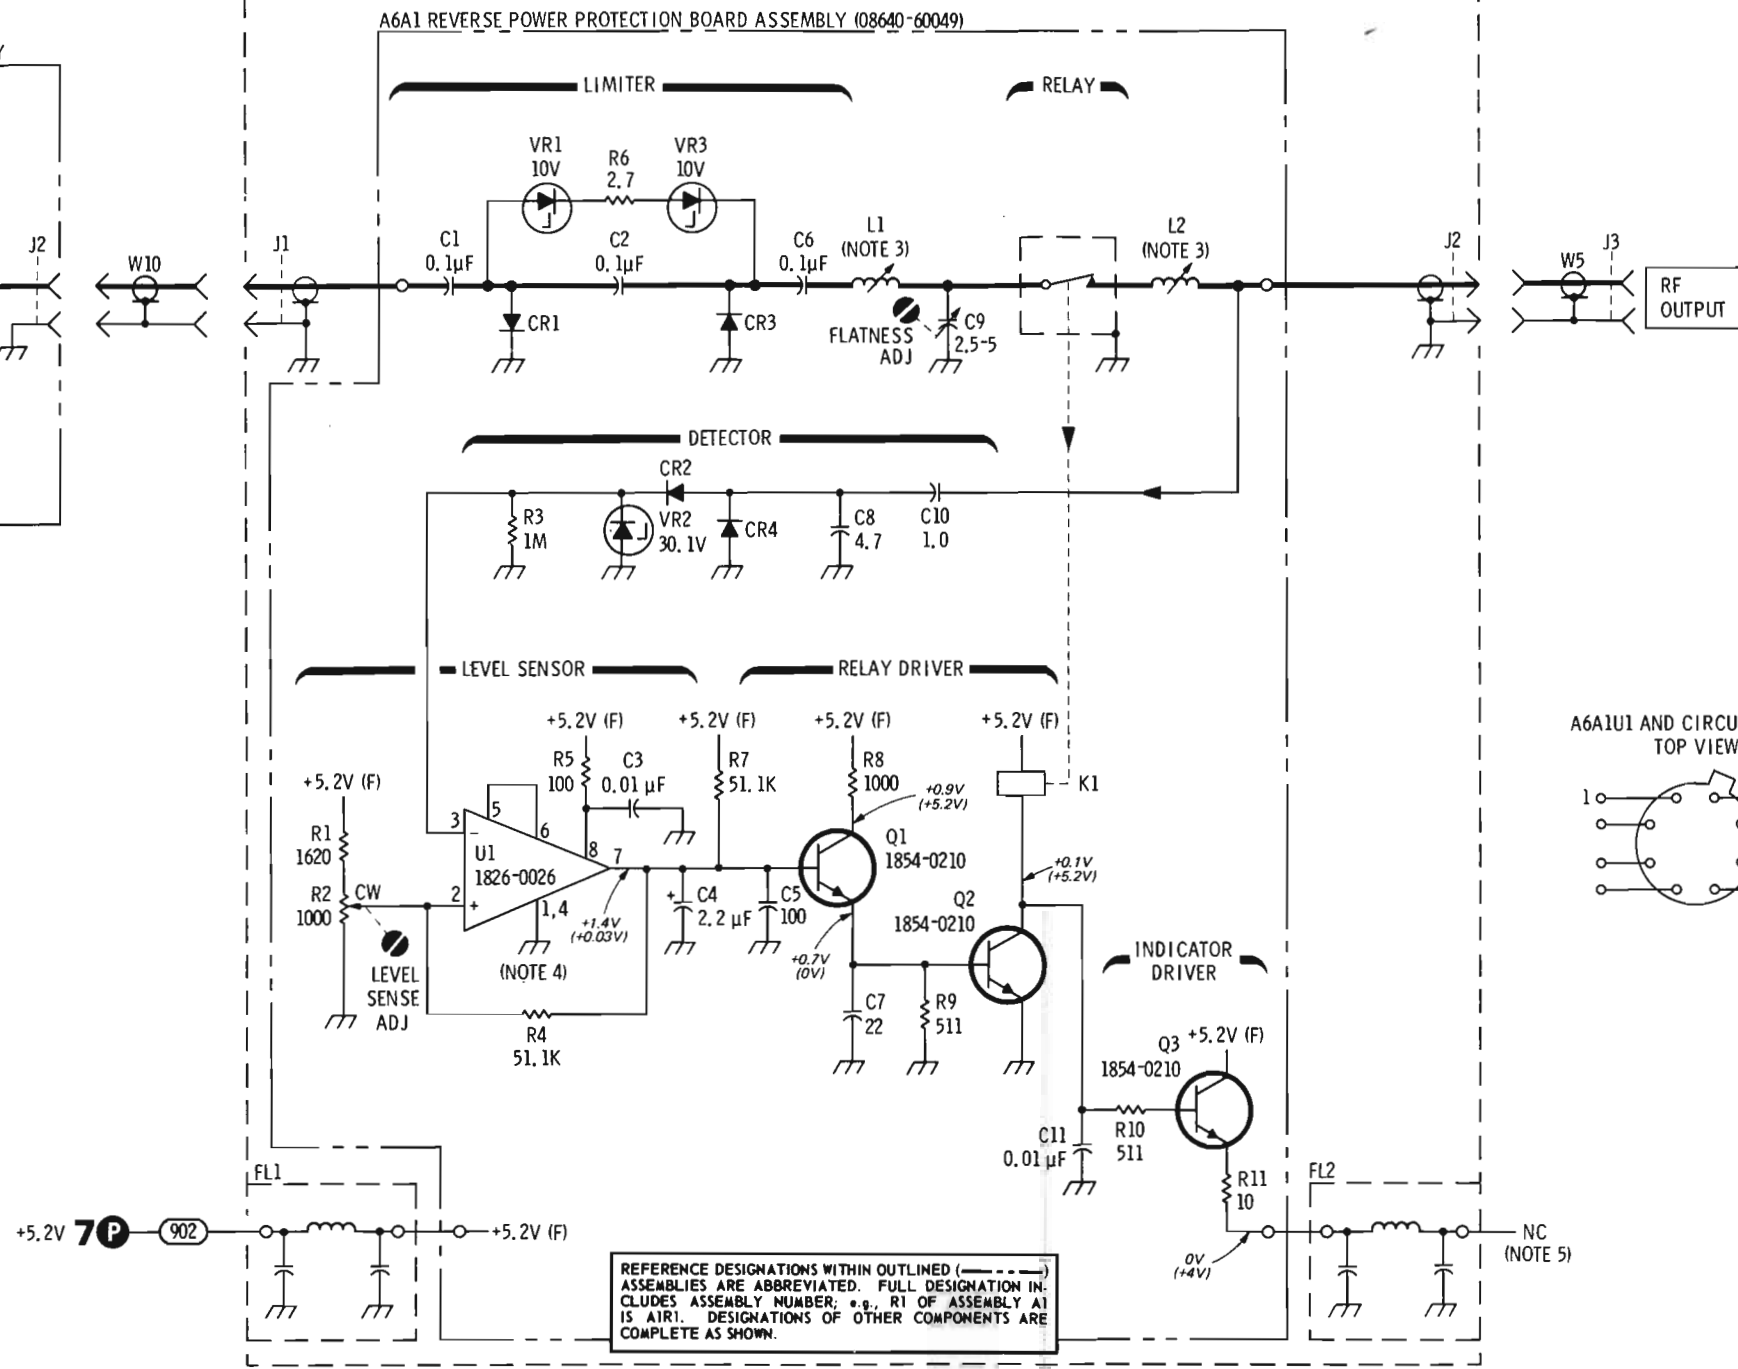 A6A1 REVERSE POWER PROTECTION BOARD ASSEMBLY (08640-60049)
LIMITER
RELAY
VR1
10V
R6
2.7
VR3
10V
J2
W10
J1
C1
0.1µF
C2
0.1µF
C6
0.1µF
L1
(NOTE 3)
L2
(NOTE 3)
J2
W5
J3
RF
OUTPUT
CR1
CR3
FLATNESS
ADJ
C9
2.5-5
DETECTOR
CR2
R3
1M
VR2
30.1V
CR4
C8
4.7
C10
1.0
LEVEL SENSOR
RELAY DRIVER
+5.2V (F)
+5.2V (F)
+5.2V (F)
+5.2V (F)
A6A1U1 AND CIRCU
TOP VIEW
+5.2V (F)
R5
100
C3
0.01 µF
R7
51.1K
R8
1000
+0.9V
(+5.2V)
K1
1
R1
1620
R2
1000
CW
3
-
5
6
U1
1826-0026
8
7
2
+
1,4
(NOTE 4)
+1.4V
(+0.03V)
C4
+
2.2 µF
C5
100
Q1
1854-0210
+0.1V
(+5.2V)
Q2
1854-0210
+0.7V
(0V)
LEVEL
SENSE
ADJ
R4
51.1K
C7
22
R9
511
INDICATOR
DRIVER
Q3
1854-0210
+5.2V (F)
C11
0.01 µF
R10
511
R11
10
FL1
FL2
+5.2V 7 P
902
+5.2V (F)
0V
(+4V)
NC
(NOTE 5)
REFERENCE DESIGNATIONS WITHIN OUTLINED (— - - — - - —)
ASSEMBLIES ARE ABBREVIATED. FULL DESIGNATION IN-
CLUDES ASSEMBLY NUMBER; e.g., R1 OF ASSEMBLY A1
IS A1R1. DESIGNATIONS OF OTHER COMPONENTS ARE
COMPLETE AS SHOWN.